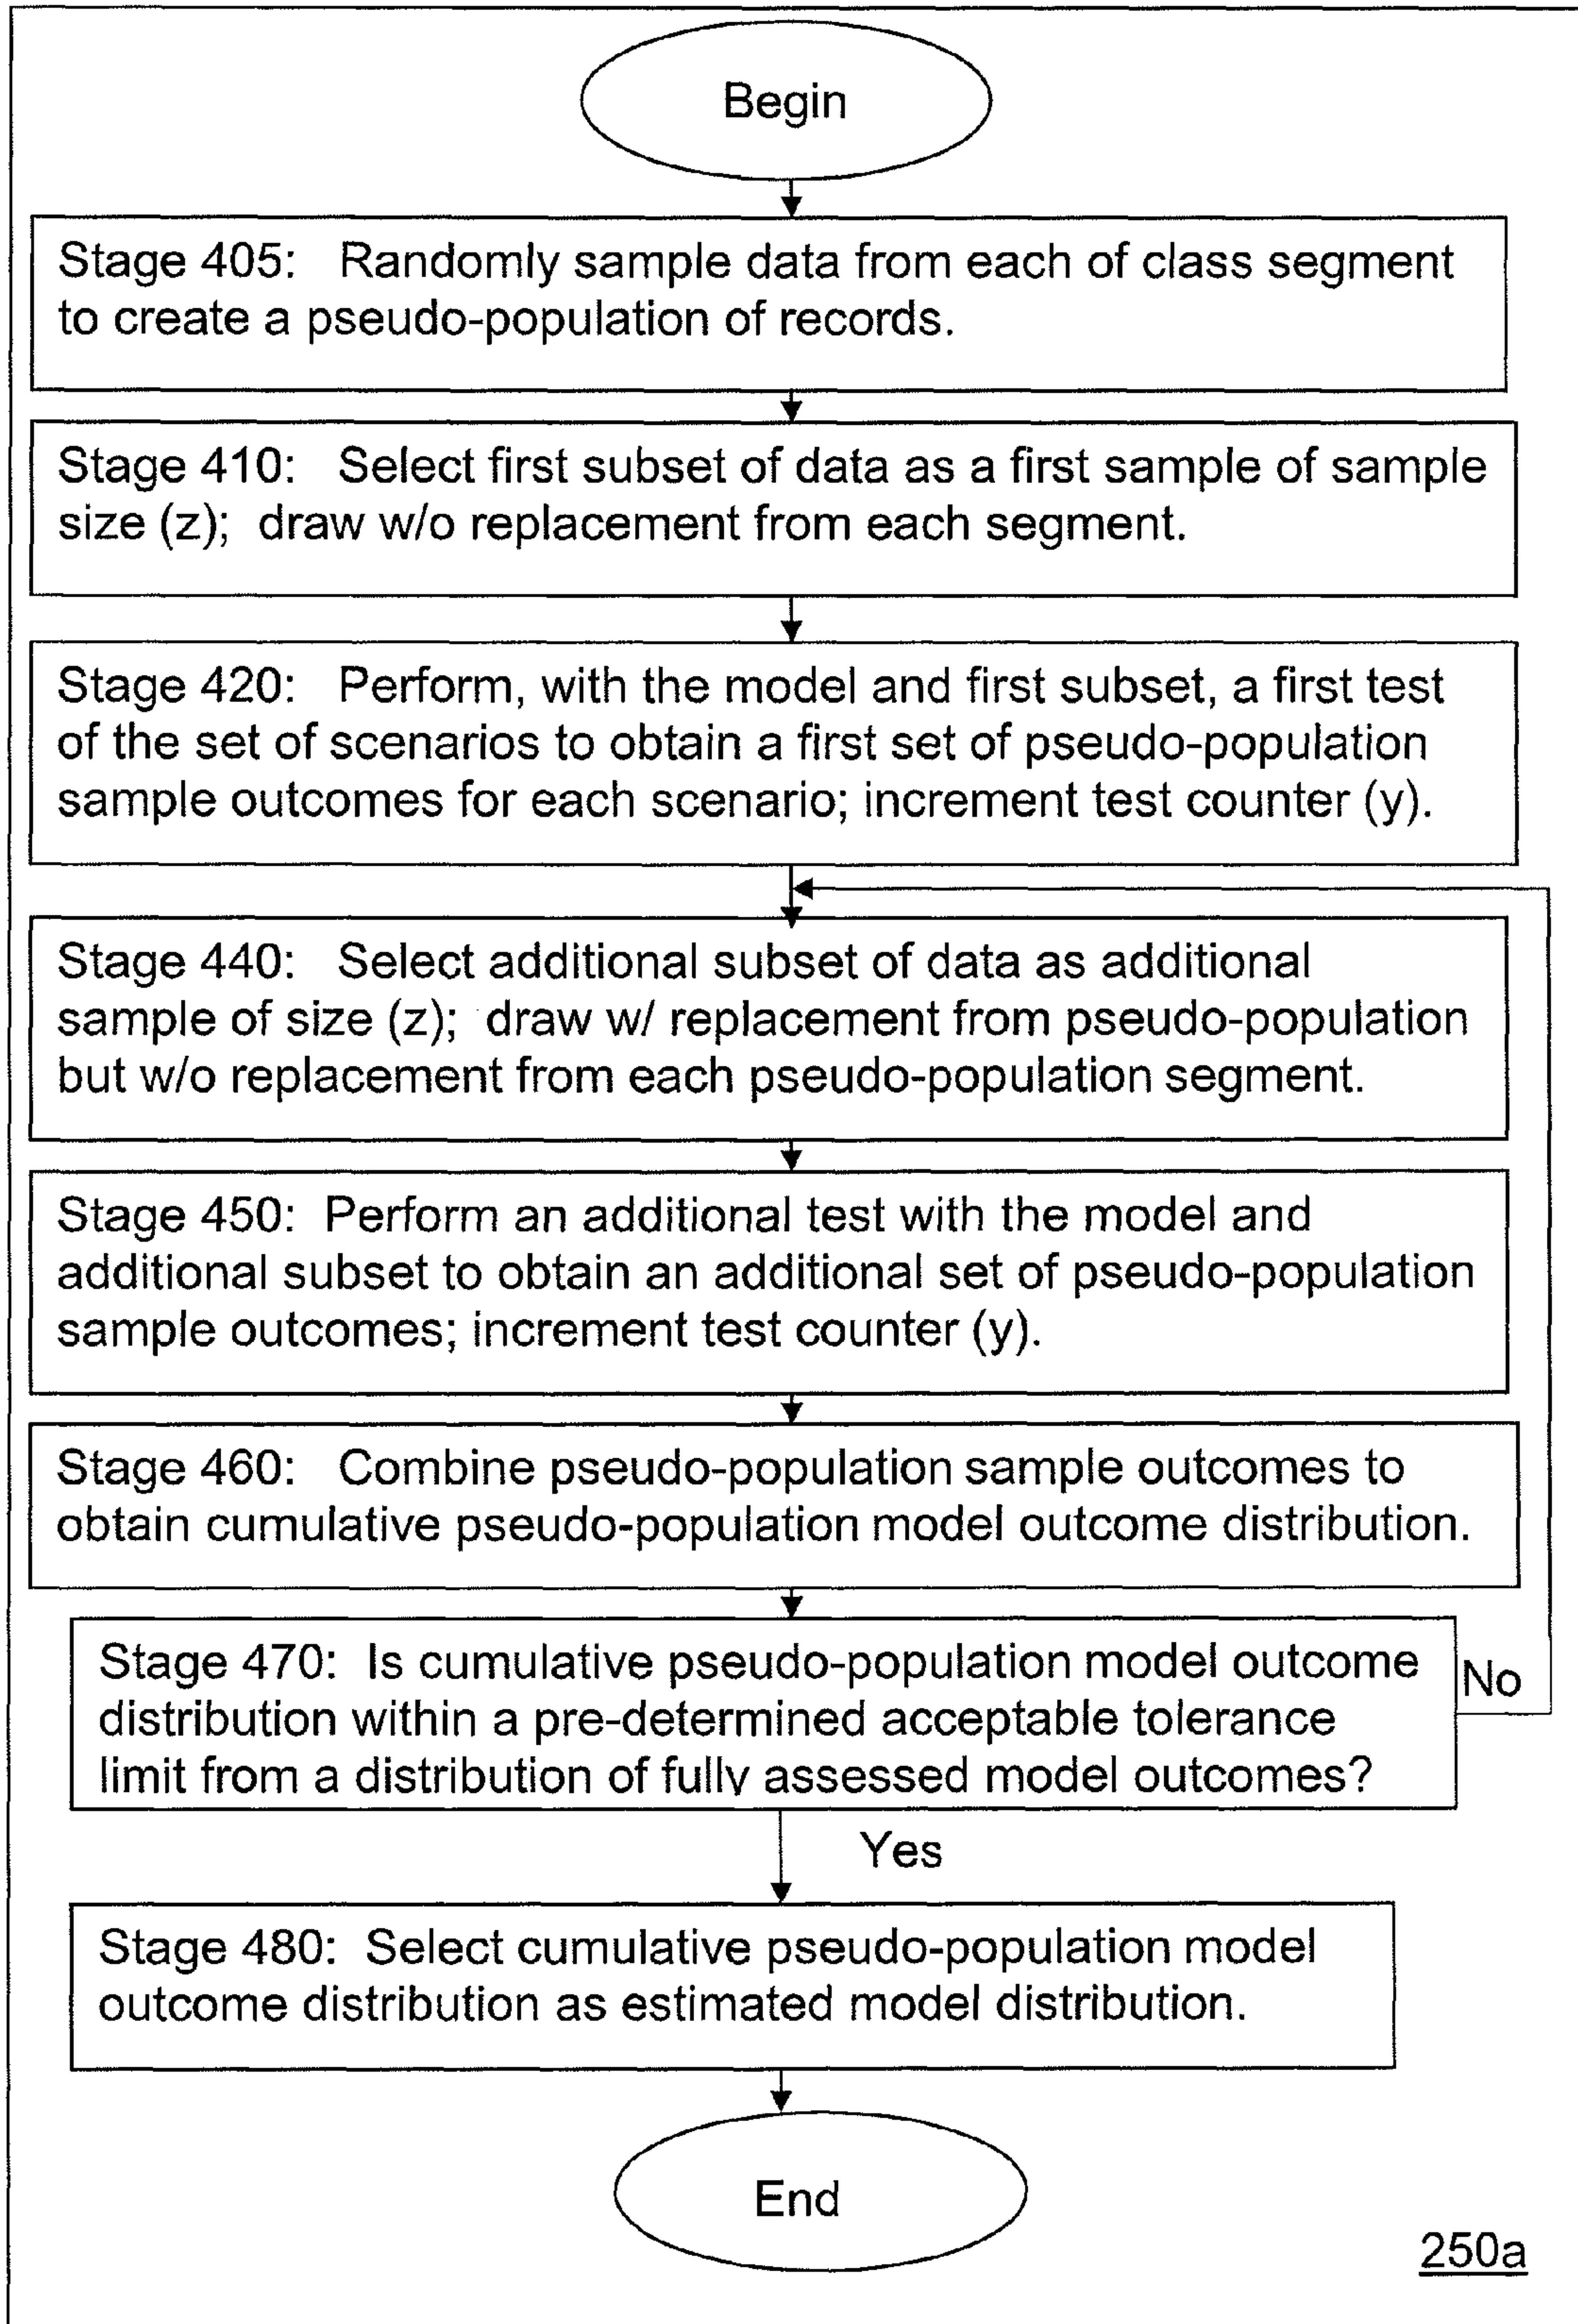 Begin
Stage 405: Randomly sample data from each of class segment
to create a pseudo-population of records.
Stage 410: Select first subset of data as a first sample of sample
size (z); draw w/o replacement from each segment.
Stage 420: Perform, with the model and first subset, a first test
of the set of scenarios to obtain a first set of pseudo-population
sample outcomes for each scenario; increment test counter (y).
Stage 440: Select additional subset of data as additional
sample of size (z); draw w/ replacement from pseudo-population
but w/o replacement from each pseudo-population segment.
Stage 450: Perform an additional test with the model and
additional subset to obtain an additional set of pseudo-population
sample outcomes; increment test counter (y).
Stage 460: Combine pseudo-population sample outcomes to
obtain cumulative pseudo-population model outcome distribution.
Stage 470: Is cumulative pseudo-population model outcome
distribution within a pre-determined acceptable tolerance
limit from a distribution of fully assessed model outcomes?
No
Yes
Stage 480: Select cumulative pseudo-population model
outcome distribution as estimated model distribution.
End
250a